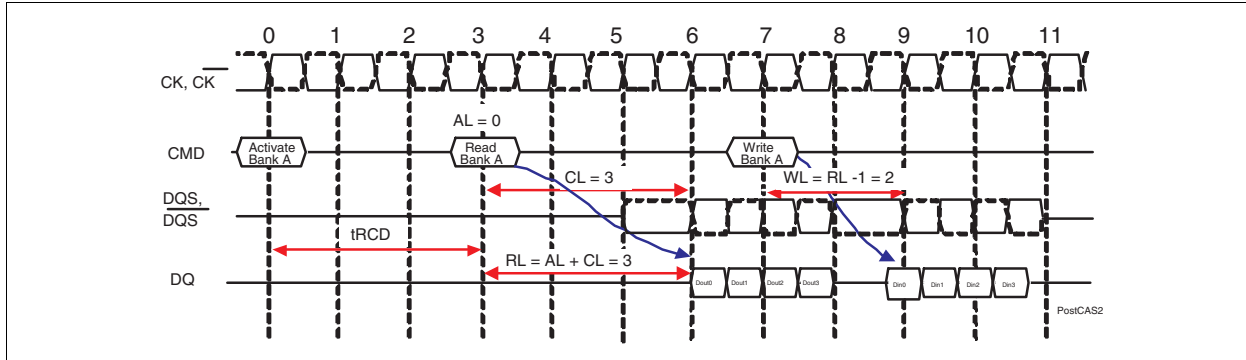 0 1 2 3 4 5 6 7 8 9 10 11
CK, CK
AL = 0
CMD
Activate
Bank A
Read
Bank A
Write
Bank A
CL = 3
WL = RL -1 = 2
DQS,
DQS
tRCD
RL = AL + CL = 3
DQ
Dout0 Dout1 Dout2 Dout3 Din0 Din1 Din2 Din3
PostCAS2